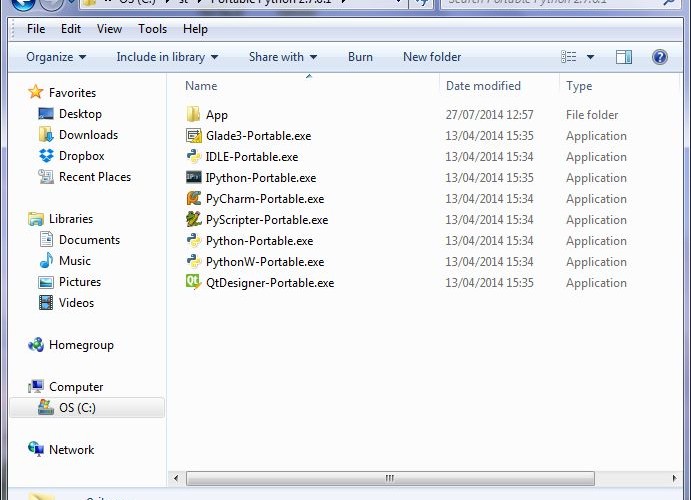 OS (C:) st Portable Python 2.7.6.1
Search Portable Python 2.7.6.1
File Edit View Tools Help
Organize Include in library Share with Burn New folder
Name Date modified Type
Favorites
Desktop
Downloads
Dropbox
Recent Places
Libraries
Documents
Music
Pictures
Videos
Homegroup
Computer
OS (C:)
Network
App 27/07/2014 12:57 File folder
Glade3-Portable.exe 13/04/2014 15:35 Application
IDLE-Portable.exe 13/04/2014 15:34 Application
IPython-Portable.exe 13/04/2014 15:35 Application
PyCharm-Portable.exe 13/04/2014 15:34 Application
PyScripter-Portable.exe 13/04/2014 15:34 Application
Python-Portable.exe 13/04/2014 15:34 Application
PythonW-Portable.exe 13/04/2014 15:34 Application
QtDesigner-Portable.exe 13/04/2014 15:35 Application